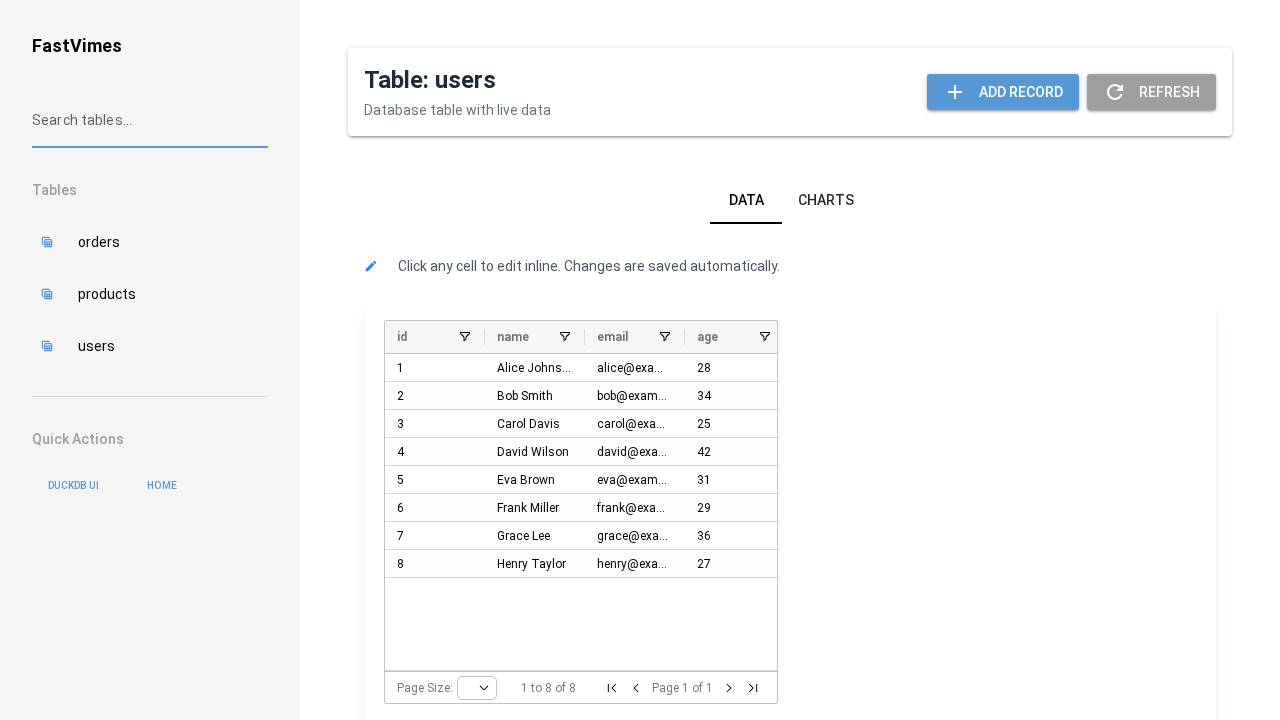 FastVimes
Search tables...
Tables
orders
products
users
Quick Actions
DUCKDB UI HOME
Table: users
Database table with live data
ADD RECORD REFRESH
DATA CHARTS
Click any cell to edit inline. Changes are saved automatically.
id name email age
1 Alice Johns... alice@exa... 28
2 Bob Smith bob@exam... 34
3 Carol Davis carol@exa... 25
4 David Wilson david@exa... 42
5 Eva Brown eva@exam... 31
6 Frank Miller frank@exa... 29
7 Grace Lee grace@exa... 36
8 Henry Taylor henry@exa... 27
Page Size: 1 to 8 of 8 Page 1 of 1